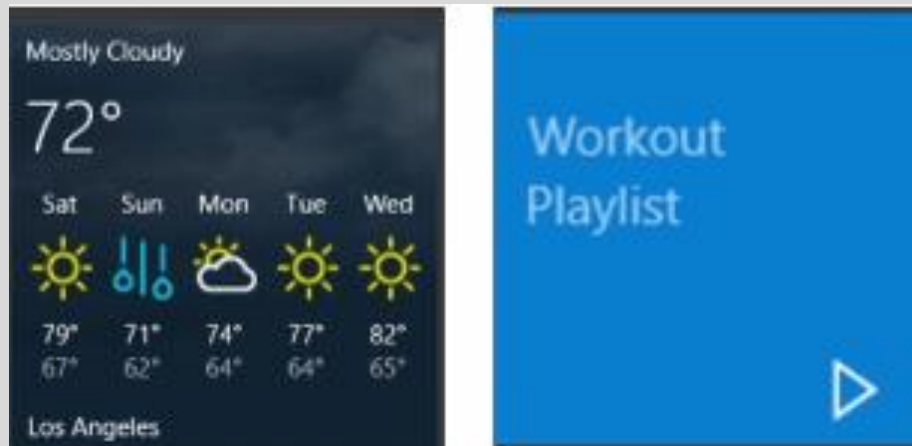 Mostly Cloudy
72°
Sat Sun Mon Tue Wed
79° 71° 74° 77° 82°
67° 62° 64° 64° 65°
Los Angeles
Workout
Playlist